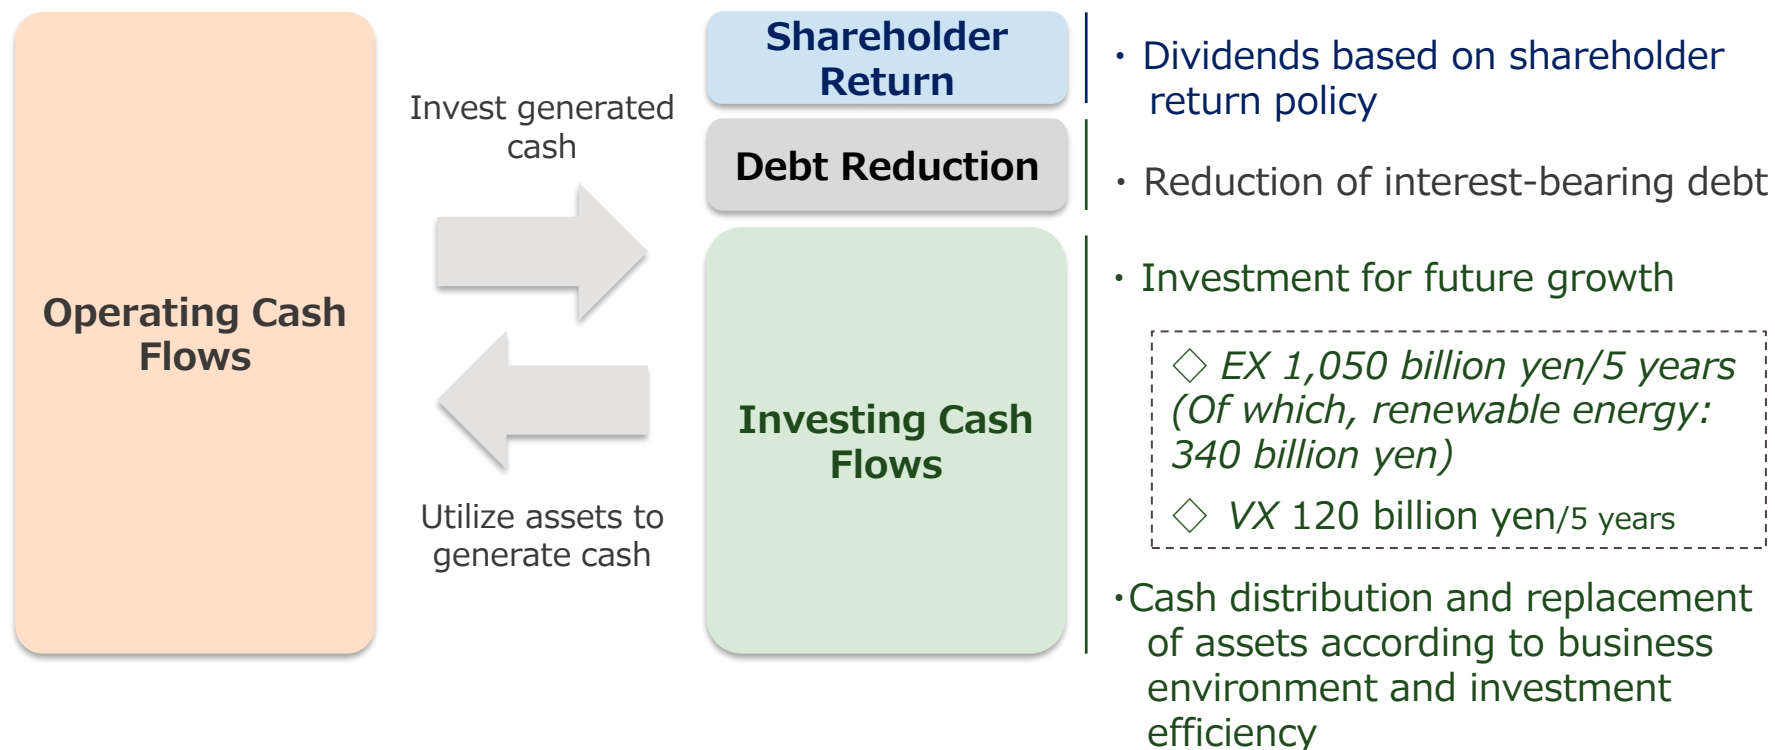 Operating Cash
Flows
Invest generated
cash
Utilize assets to
generate cash
Shareholder
Return
Debt Reduction
Investing Cash
Flows
・ Dividends based on shareholder
return policy
・ Reduction of interest-bearing debt
・ Investment for future growth
◇ EX 1,050 billion yen/5 years
(Of which, renewable energy:
340 billion yen)
◇ VX 120 billion yen/5 years
・Cash distribution and replacement
of assets according to business
environment and investment
efficiency